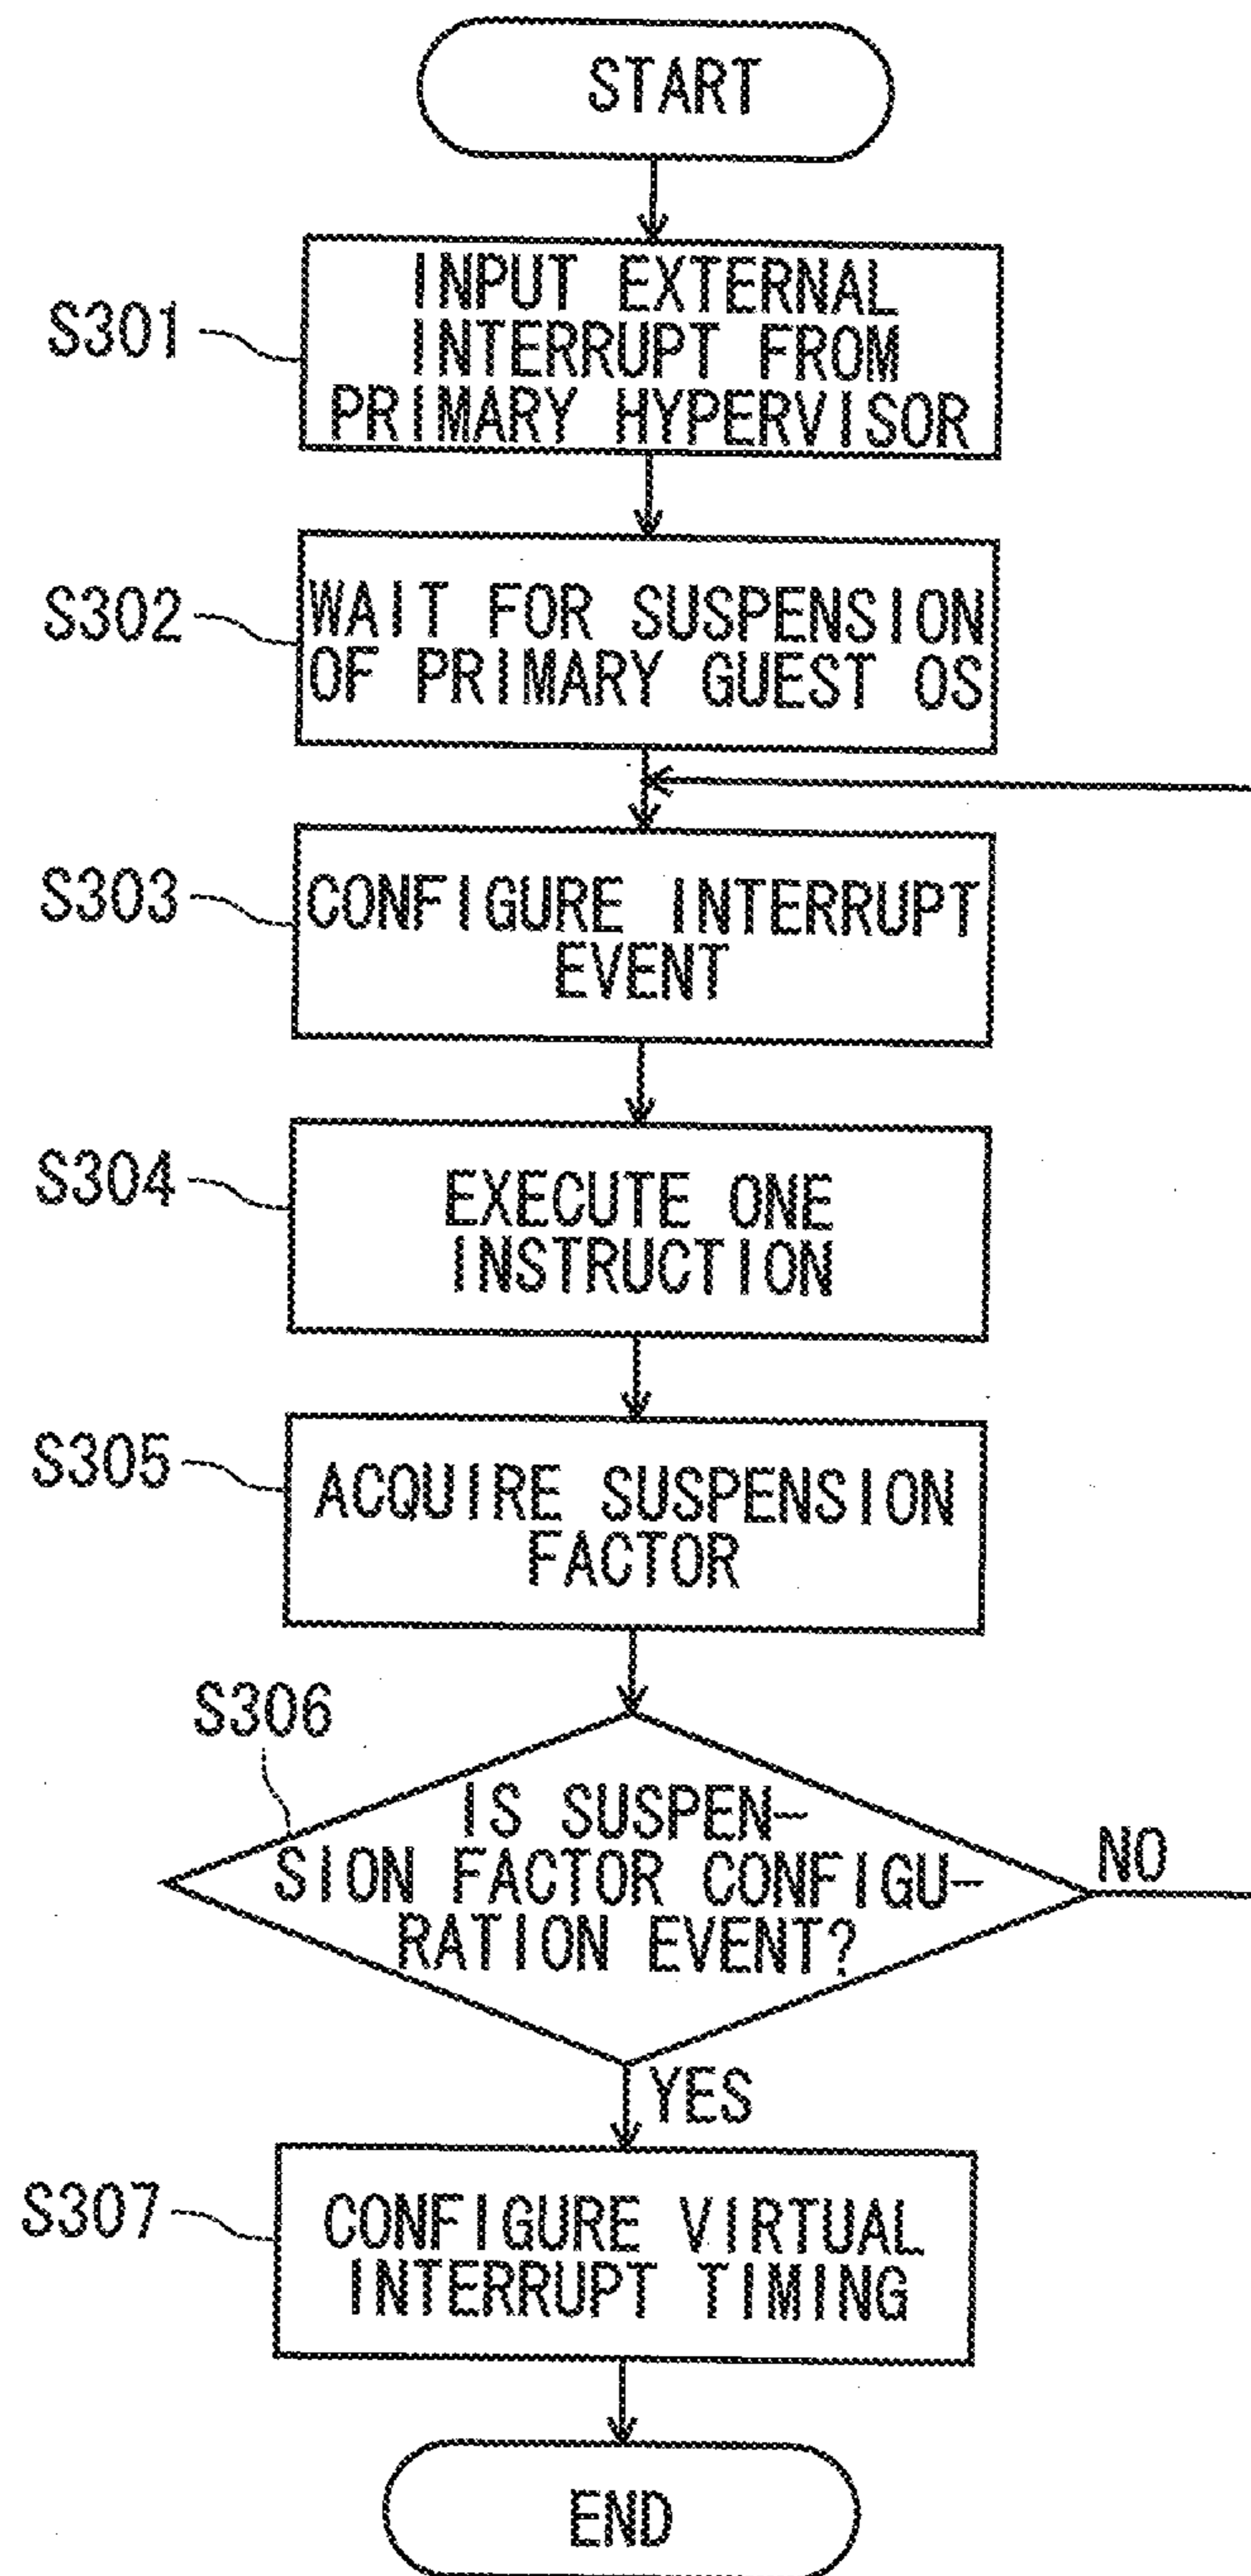 START
S301
INPUT EXTERNAL
INTERRUPT FROM
PRIMARY HYPERVISOR
S302
WAIT FOR SUSPENSION
OF PRIMARY GUEST OS
S303
CONFIGURE INTERRUPT
EVENT
S304
EXECUTE ONE
INSTRUCTION
S305
ACQUIRE SUSPENSION
FACTOR
S306
IS SUSPEN-
SION FACTOR CONFIGU-
RATION EVENT?
NO
YES
S307
CONFIGURE VIRTUAL
INTERRUPT TIMING
END